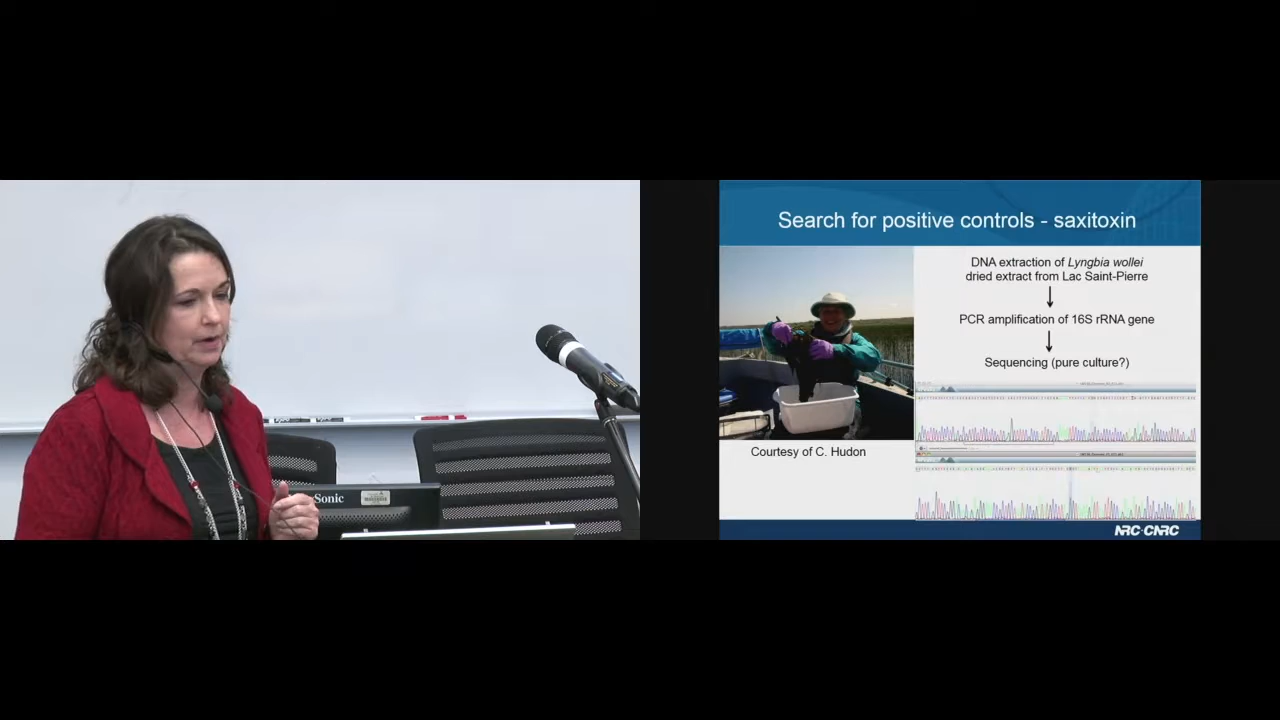 Search for positive controls - saxitoxin
DNA extraction of Lyngbia wollei
dried extract from Lac Saint-Pierre
PCR amplification of 16S rRNA gene
Sequencing (pure culture?)
Courtesy of C. Hudon
Sonic
NRC·CNRC